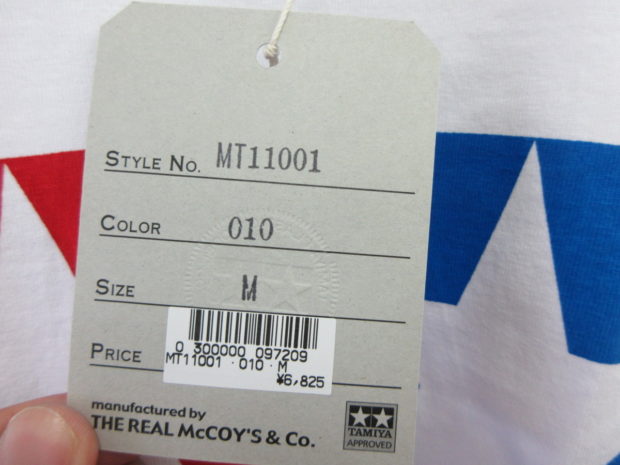 STYLE NO. MT11001
COLOR 010
SIZE M
PRICE
0 300000 097209
MT11001 · 010 · M
¥6,825
manufactured by
THE REAL McCOY'S & Co.
TAMIYA
APPROVED